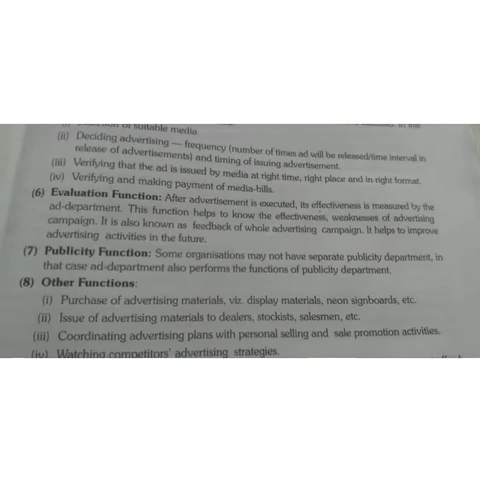 of suitable media
(ii) Deciding advertising — frequency (number of times ad will be released/time interval in
release of advertisements) and timing of issuing advertisement.
(iii) Verifying that the ad is issued by media at right time, right place and in right format.
(iv) Verifying and making payment of media-bills.
(6) Evaluation Function: After advertisement is executed, its effectiveness is measured by the
ad-department. This function helps to know the effectiveness, weaknesses of advertising
campaign. It is also known as feedback of whole advertising campaign. It helps to improve
advertising activities in the future.
(7) Publicity Function: Some organisations may not have separate publicity department, in
that case ad-department also performs the functions of publicity department.
(8) Other Functions:
(i) Purchase of advertising materials, viz. display materials, neon signboards, etc.
(ii) Issue of advertising materials to dealers, stockists, salesmen, etc.
(iii) Coordinating advertising plans with personal selling and sale promotion activities.
(iv) Watching competitors' advertising strategies.